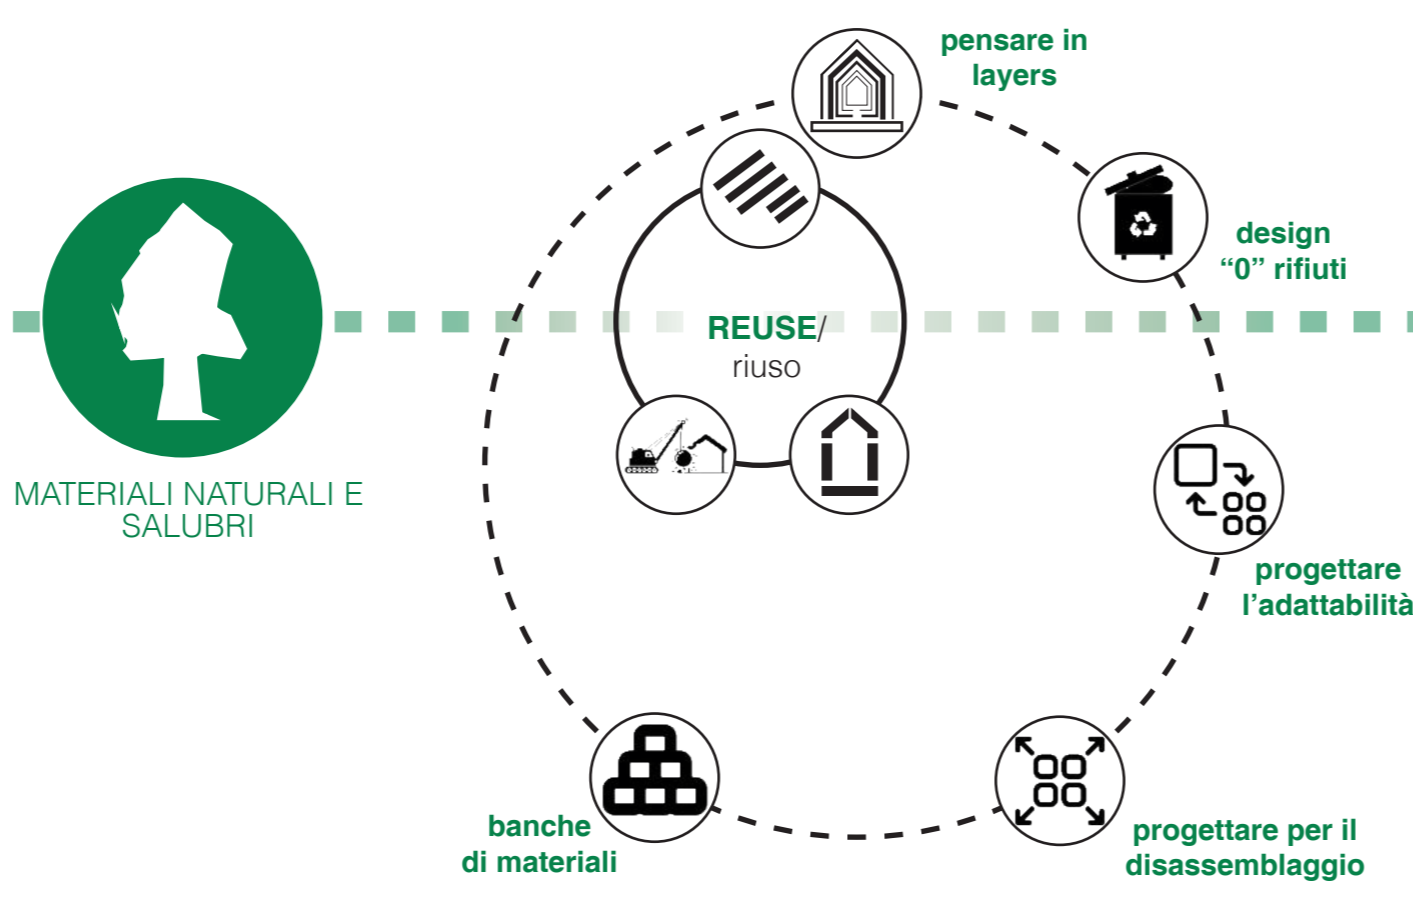 pensare in
layers
design
“0” rifiuti
REUSE/
riuso
MATERIALI NATURALI E
SALUBRI
progettare
l’adattabilità
banche
di materiali
progettare per il
disassemblaggio